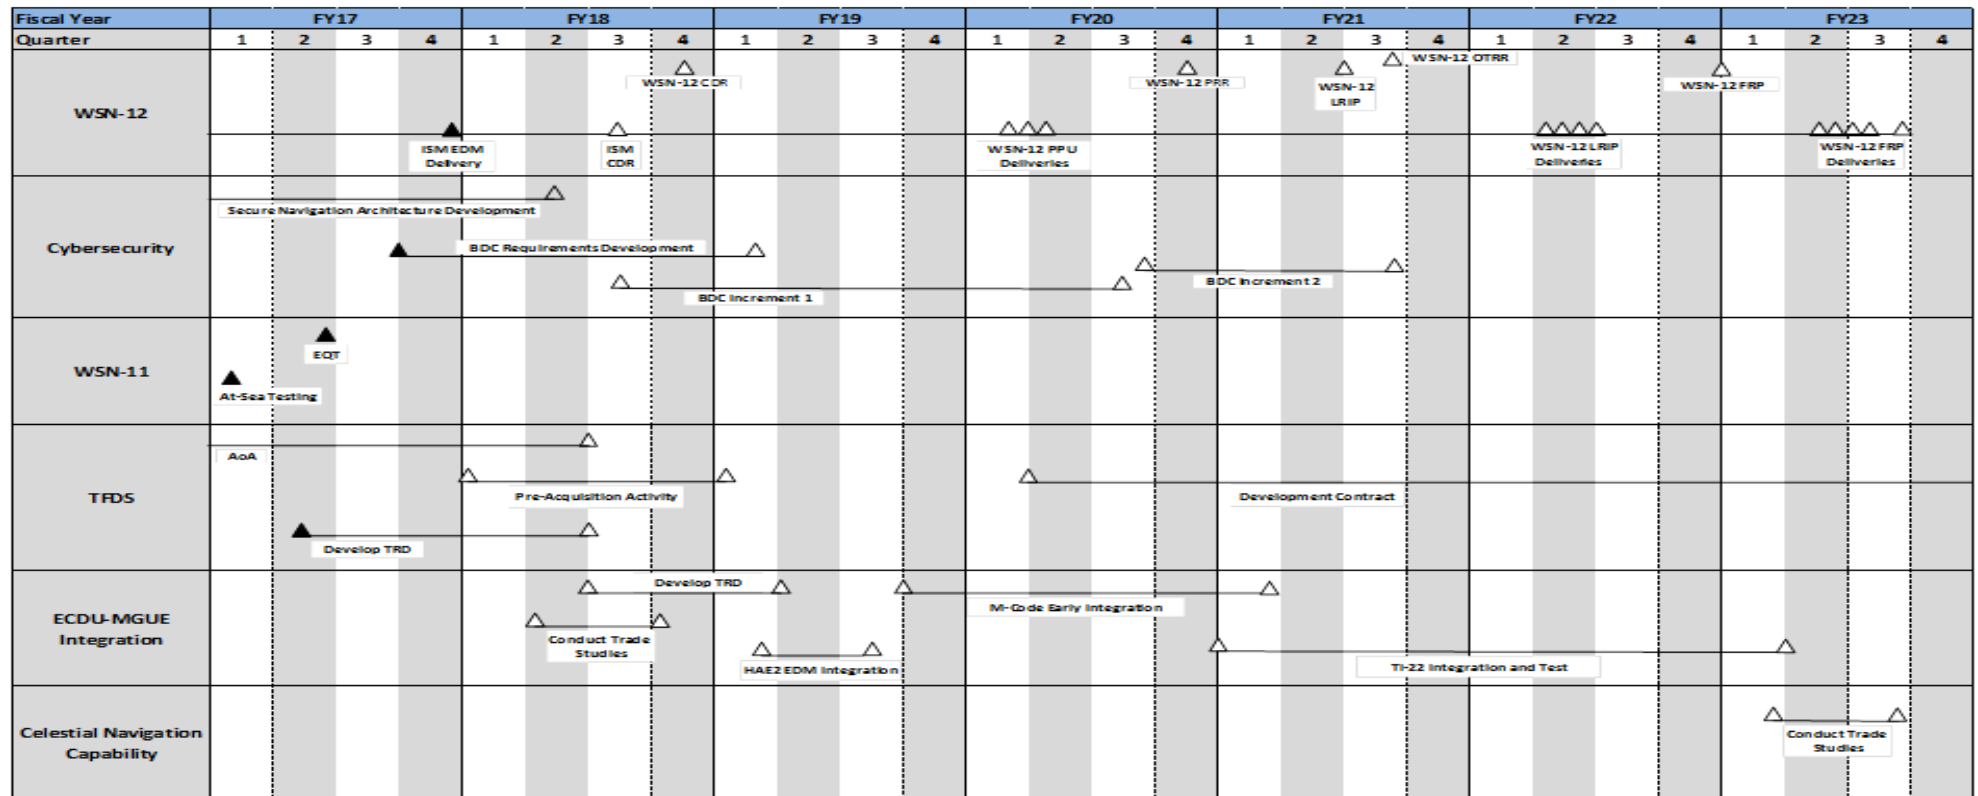 Fiscal Year FY17 FY18 FY19 FY20 FY21 FY22 FY23
Quarter 1 2 3 4 1 2 3 4 1 2 3 4 1 2 3 4 1 2 3 4 1 2 3 4 1 2 3 4
WSN-12
WSN-12 CDR
WSN-12 PRR
WSN-12
LRIP
WSN-12 OTRR
WSN-12 FRP
ISM EDM
Delivery
ISM
CDR
WSN-12 PPU
Deliveries
WSN-12 LRIP
Deliveries
WSN-12 FRP
Deliveries
Cybersecurity
Secure Navigation Architecture Development
BDC Requirements Development
BDC Increment 1
BDC Increment 2
WSN-11
EQT
At-Sea Testing
TFDS
AoA
Pre-Acquisition Activity
Development Contract
Develop TRD
ECDU-MGUE
Integration
Develop TRD
M-Code Early Integration
Conduct Trade
Studies
HAE2 EDM Integration
TI-22 Integration and Test
Celestial Navigation
Capability
Conduct Trade
Studies